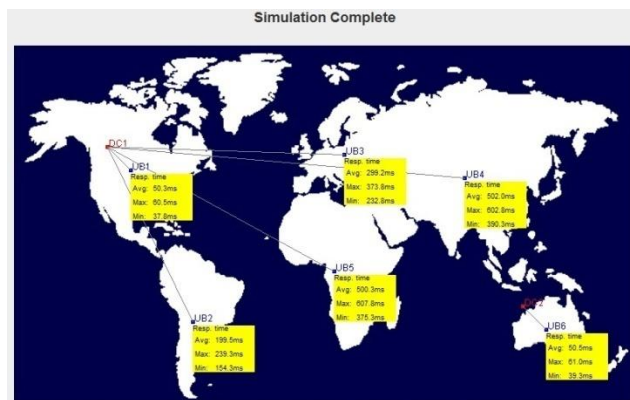 Simulation Complete
DC1
UB1
Resp. time
Avg: 50.3ms
Max: 60.5ms
Min: 37.8ms
UB3
Resp. time
Avg: 299.2ms
Max: 373.8ms
Min: 232.8ms
UB4
Resp. time
Avg: 502.0ms
Max: 602.8ms
Min: 390.3ms
UB5
Resp. time
Avg: 500.3ms
Max: 607.8ms
Min: 375.3ms
UB2
Resp. time
Avg: 199.5ms
Max: 239.3ms
Min: 154.3ms
DC2
UB6
Resp. time
Avg: 50.5ms
Max: 61.0ms
Min: 39.3ms